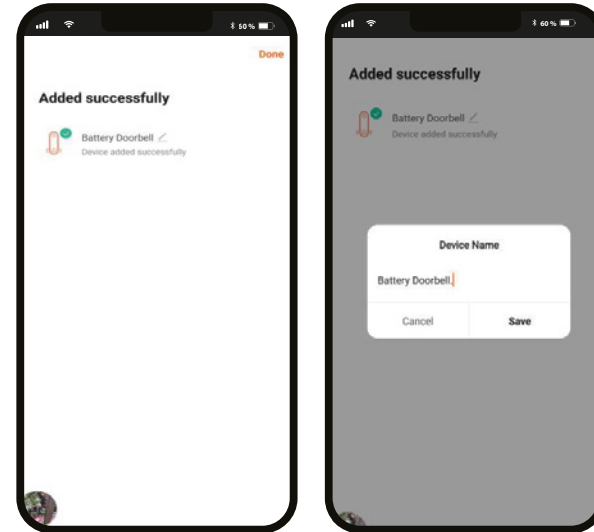 50%
Done
Added successfully
Battery Doorbell
Device added successfully
60%
Added successfully
Battery Doorbell
Device added successfully
Device Name
Battery Doorbell
Cancel
Save